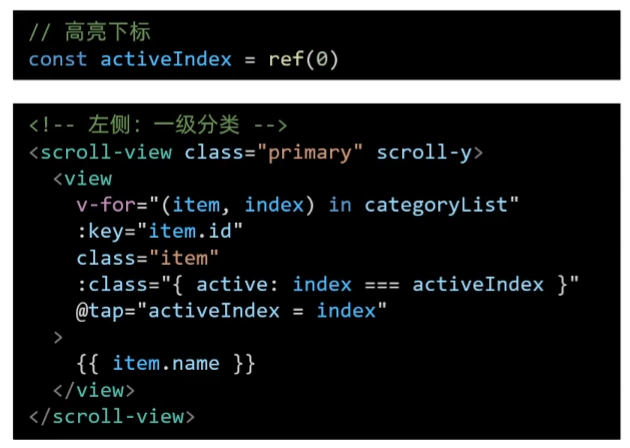 // 高亮下标
const activeIndex = ref(0)
<!-- 左侧：一级分类 -->
<scroll-view class="primary" scroll-y>
  <view
    v-for="(item, index) in categoryList"
    :key="item.id"
    class="item"
    :class="{ active: index === activeIndex }"
    @tap="activeIndex = index"
  >
    {{ item.name }}
  </view>
</scroll-view>